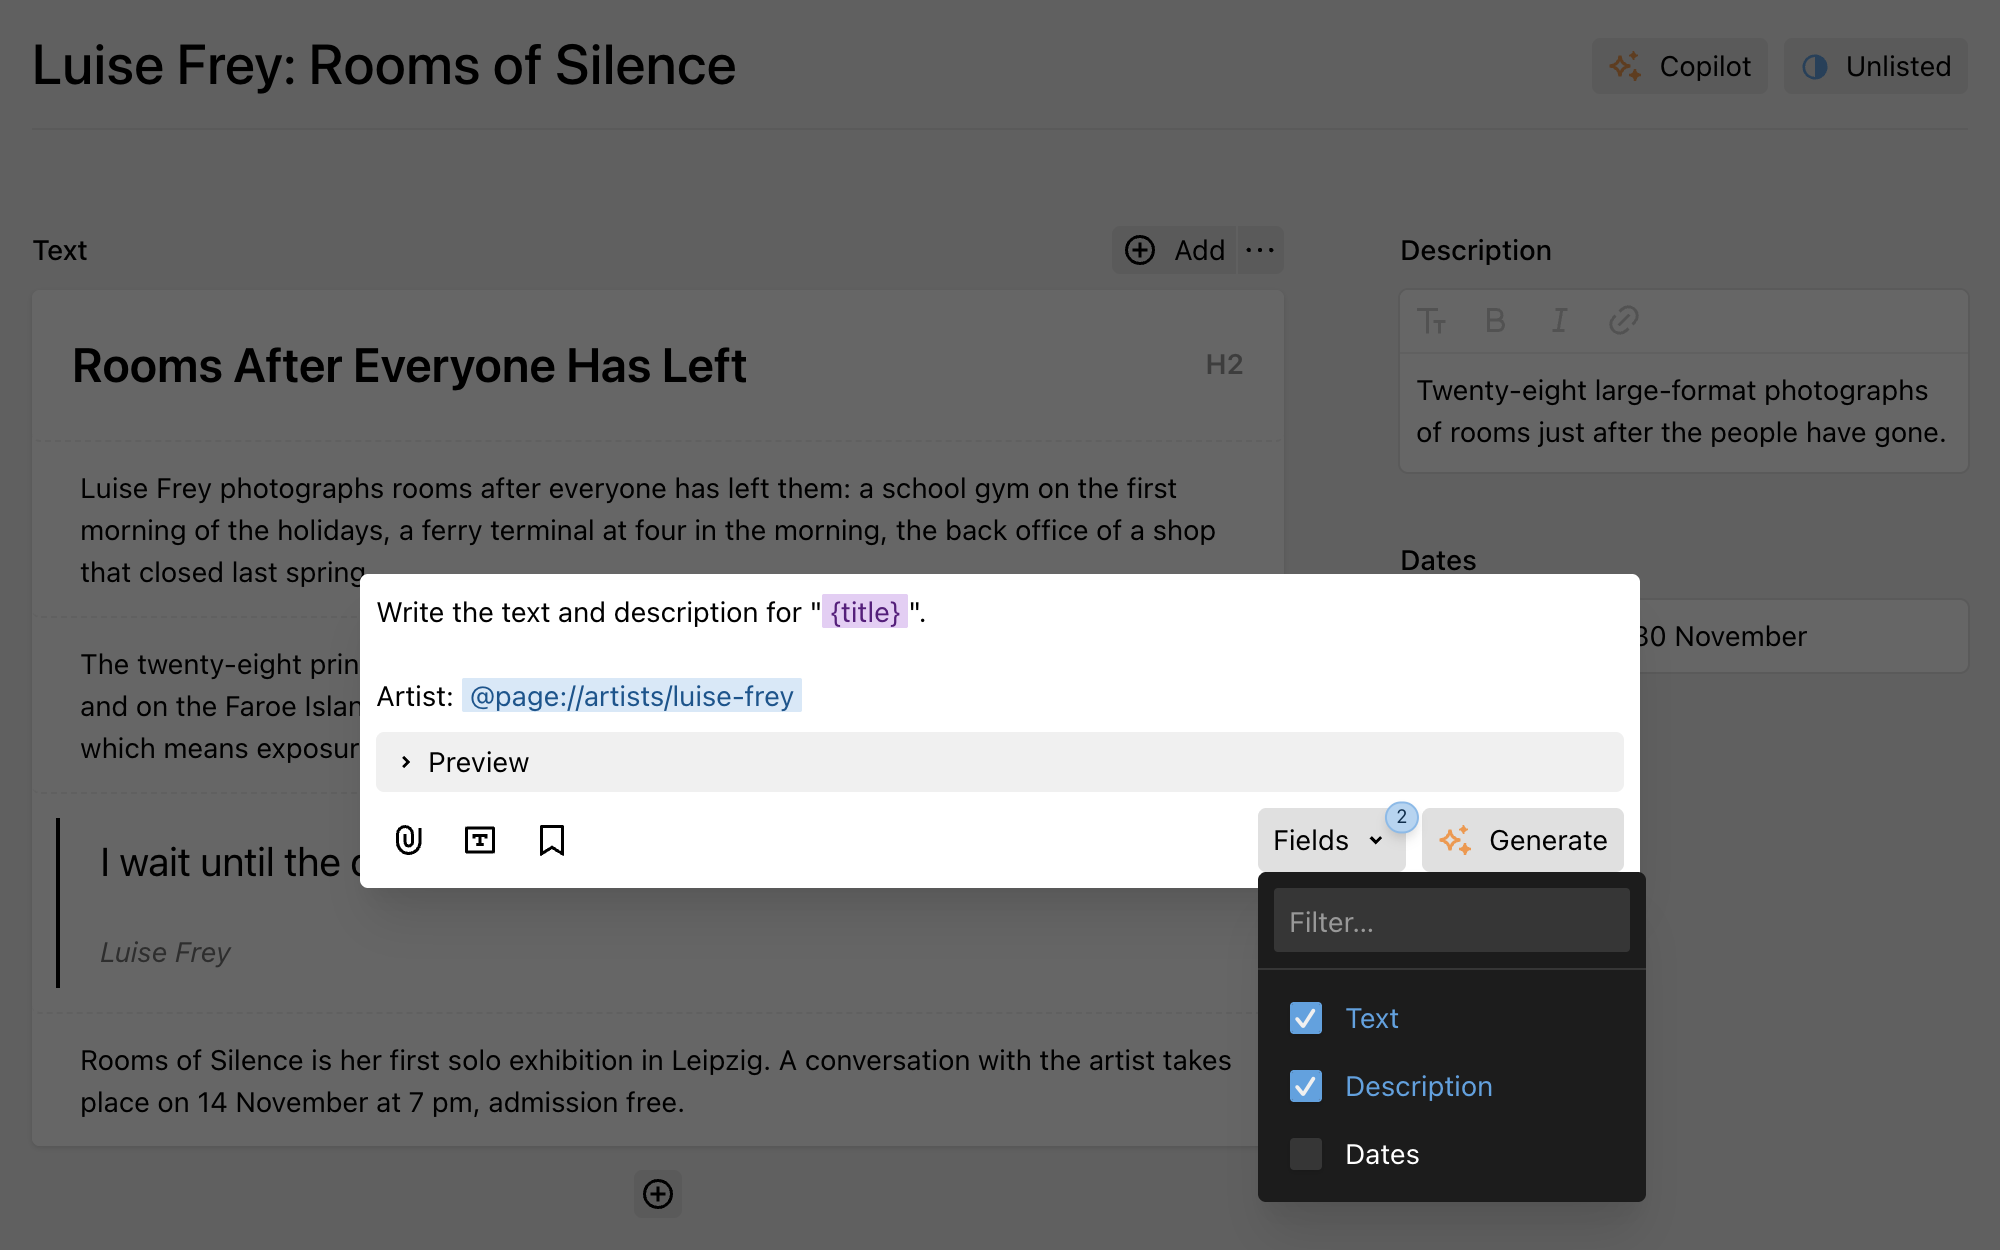 Luise Frey: Rooms of Silence
Copilot
Unlisted
Text
Add
Description
Rooms After Everyone Has Left
H2
Twenty-eight large-format photographs
of rooms just after the people have gone.
Luise Frey photographs rooms after everyone has left them: a school gym on the first
morning of the holidays, a ferry terminal at four in the morning, the back office of a shop
that closed last spring
Dates
30 November
The twenty-eight prin
and on the Faroe Islan
which means exposur
I wait until the
Luise Frey
Rooms of Silence is her first solo exhibition in Leipzig. A conversation with the artist takes
place on 14 November at 7 pm, admission free.
Write the text and description for "{title}".
Artist: @page://artists/luise-frey
Preview
Fields
2
Generate
Filter…
Text
Description
Dates